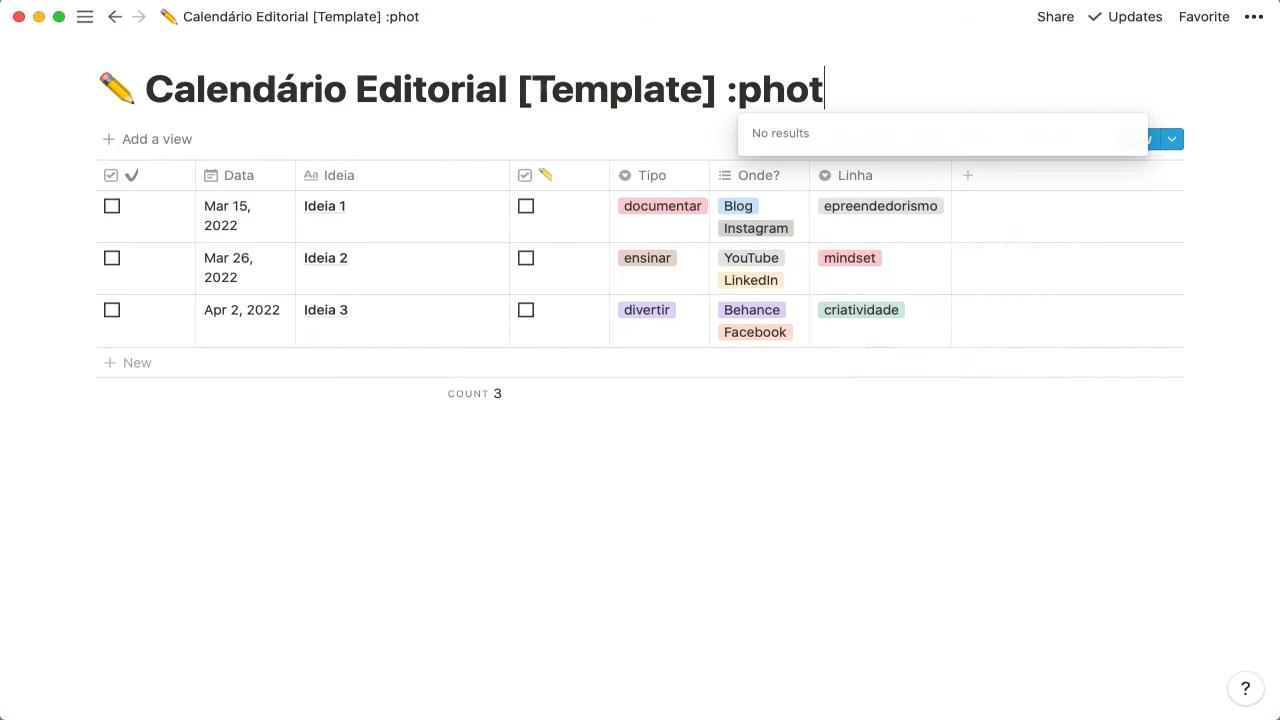 ✏️ Calendário Editorial [Template] :phot
Share
Updates
Favorite
✏️ Calendário Editorial [Template] :phot
Add a view
No results
Data
Ideia
Tipo
Onde?
Linha
Mar 15, 2022
Ideia 1
documentar
Blog
Instagram
epreendedorismo
Mar 26, 2022
Ideia 2
ensinar
YouTube
LinkedIn
mindset
Apr 2, 2022
Ideia 3
divertir
Behance
Facebook
criatividade
New
COUNT 3
?